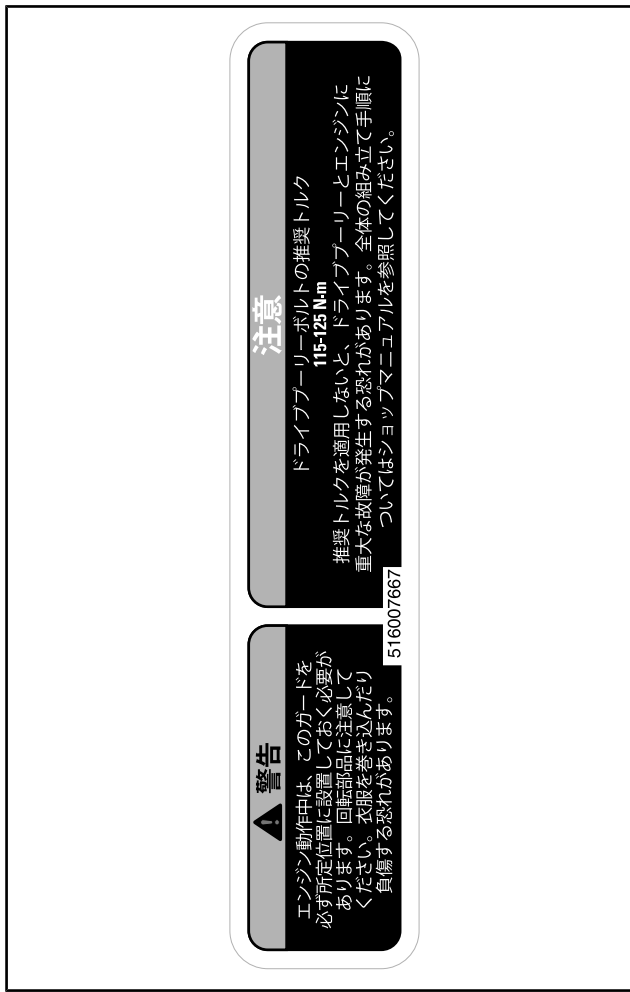 警告
エンジン動作中は、このガードを
必ず所定位置に設置しておく必要が
あります。回転部品に注意して
ください。衣服を巻き込んだり
負傷する恐れがあります。
注意
ドライブプーリーボルトの推奨トルク
115-125 N-m
推奨トルクを適用しないと、ドライブプーリーとエンジンに
重大な故障が発生する恐れがあります。全体の組み立て手順に
ついてはショップマニュアルを参照してください。
516007667